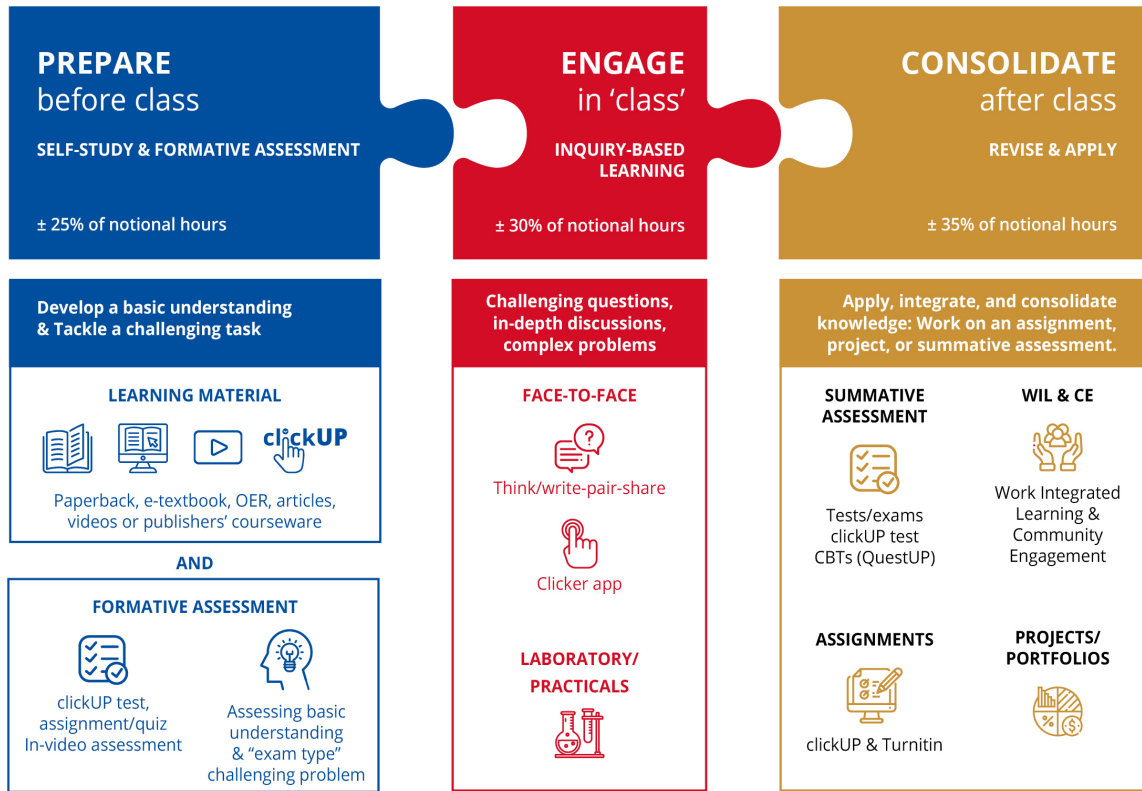 PREPARE
before class
SELF-STUDY & FORMATIVE ASSESSMENT
± 25% of notional hours
ENGAGE
in ‘class’
INQUIRY-BASED
LEARNING
± 30% of notional hours
CONSOLIDATE
after class
REVISE & APPLY
± 35% of notional hours
Develop a basic understanding
& Tackle a challenging task
LEARNING MATERIAL
clickUP
Paperback, e-textbook, OER, articles,
videos or publishers’ courseware
AND
FORMATIVE ASSESSMENT
clickUP test,
assignment/quiz
In-video assessment
Assessing basic
understanding
& “exam type”
challenging problem
Challenging questions,
in-depth discussions,
complex problems
FACE-TO-FACE
?
Think/write-pair-share
Clicker app
LABORATORY/
PRACTICALS
Apply, integrate, and consolidate
knowledge: Work on an assignment,
project, or summative assessment.
SUMMATIVE
ASSESSMENT
Tests/exams
clickUP test
CBTs (QuestUP)
WIL & CE
Work Integrated
Learning &
Community
Engagement
ASSIGNMENTS
clickUP & Turnitin
PROJECTS/
PORTFOLIOS
% $